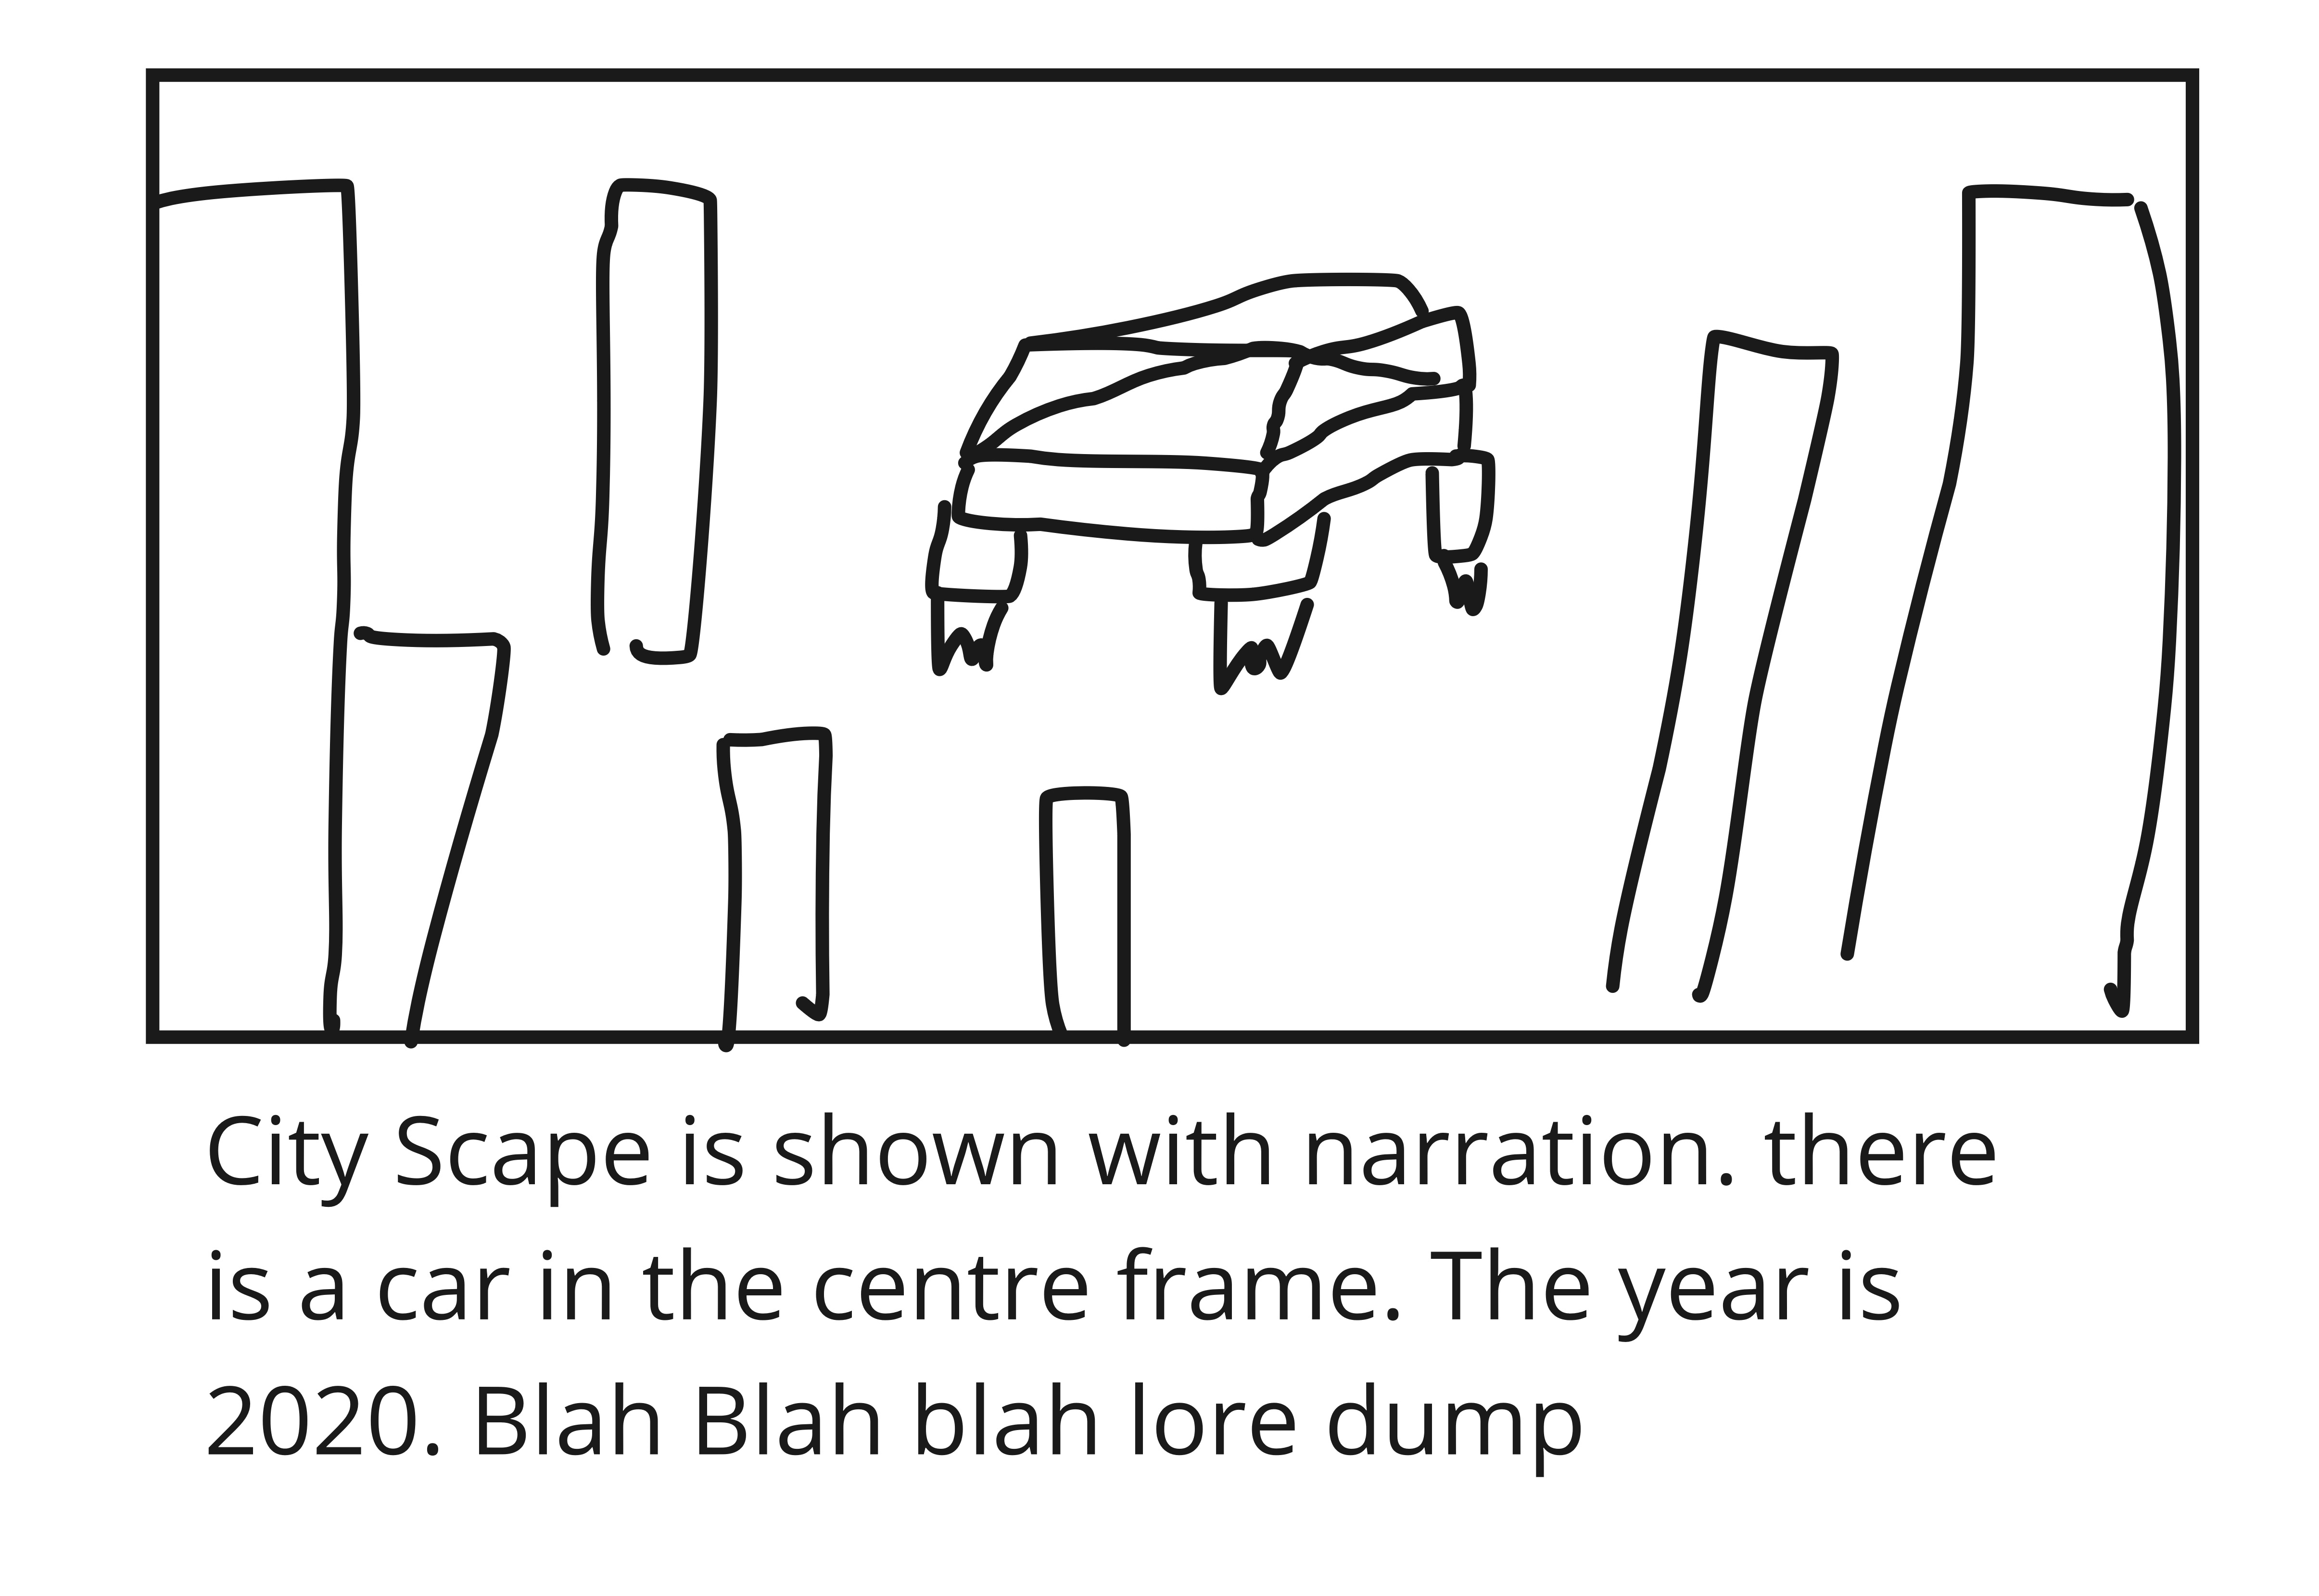 City Scape is shown with narration. there
is a car in the centre frame. The year is
2020. Blah Blah blah lore dump